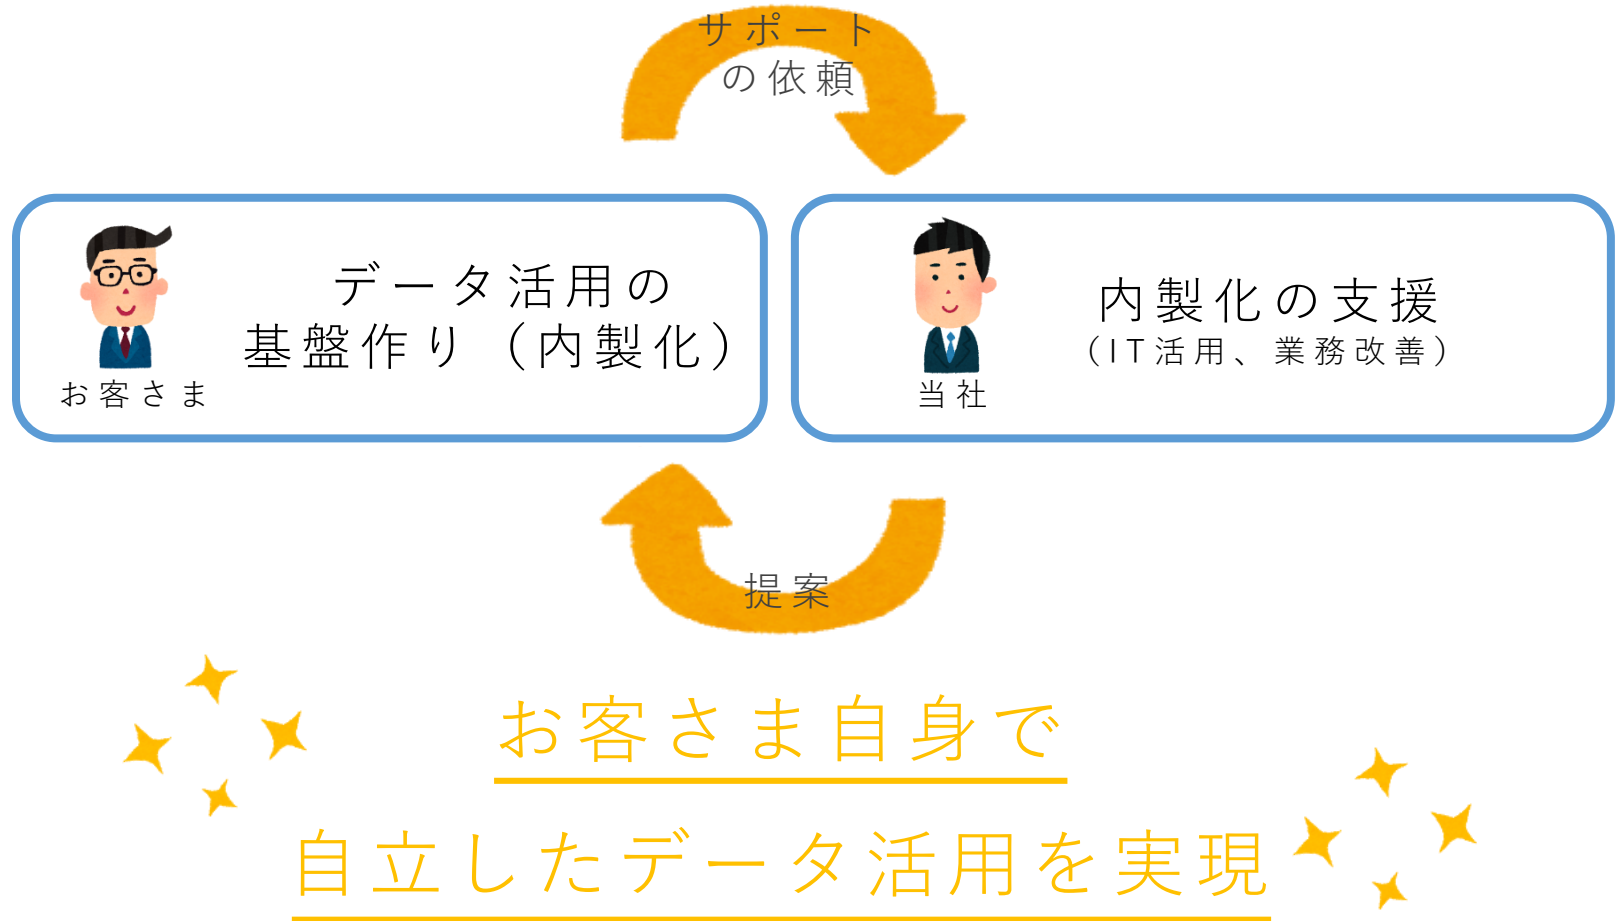 サポート
の依頼
データ活用の
基盤作り（内製化）
お客さま
内製化の支援
（IT活用、業務改善）
当社
提案
お客さま自身で
自立したデータ活用を実現